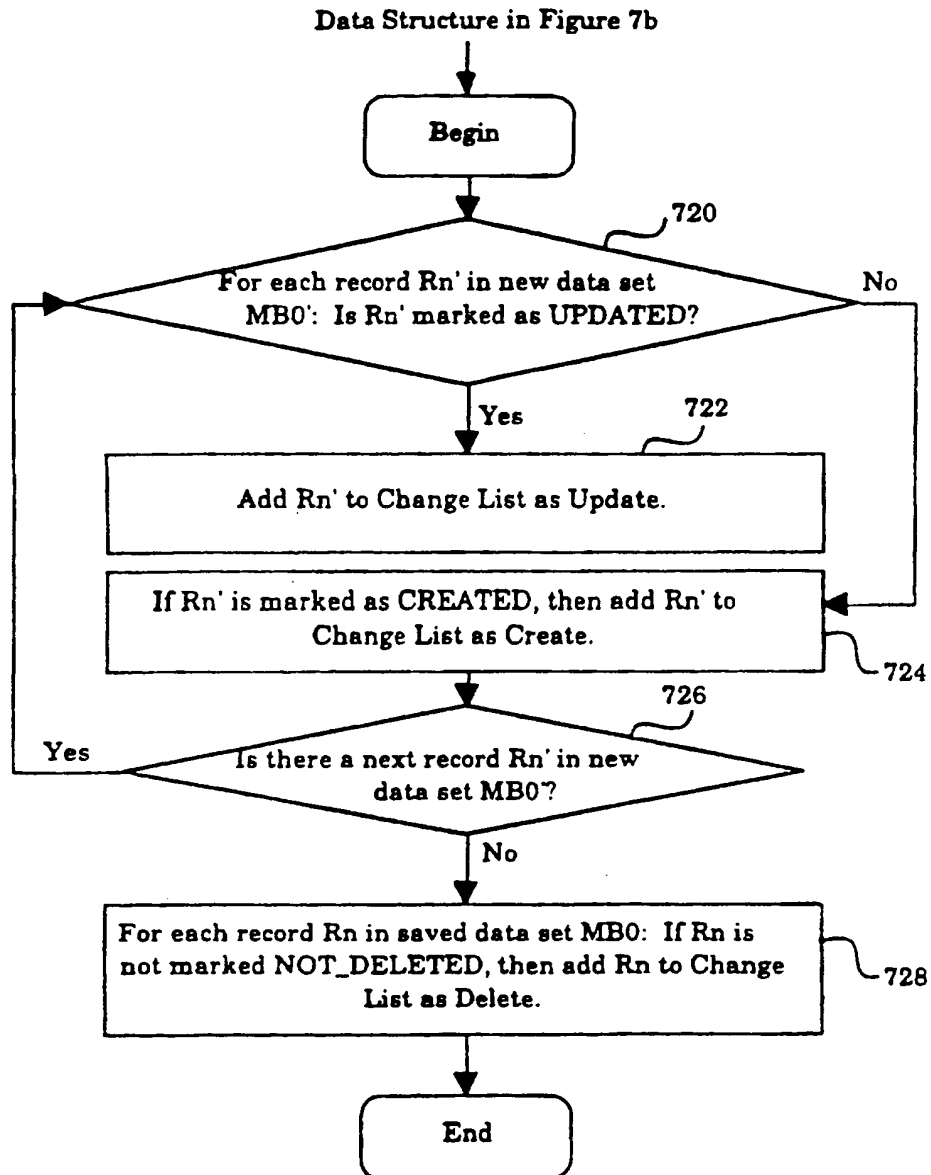 Data Structure in Figure 7b
Begin
720
For each record Rn' in new data set
MB0': Is Rn' marked as UPDATED?
No
Yes
722
Add Rn' to Change List as Update.
If Rn' is marked as CREATED, then add Rn' to
Change List as Create.
724
726
Yes
Is there a next record Rn' in new
data set MB0'?
No
For each record Rn in saved data set MB0: If Rn is
not marked NOT_DELETED, then add Rn to Change
List as Delete.
728
End